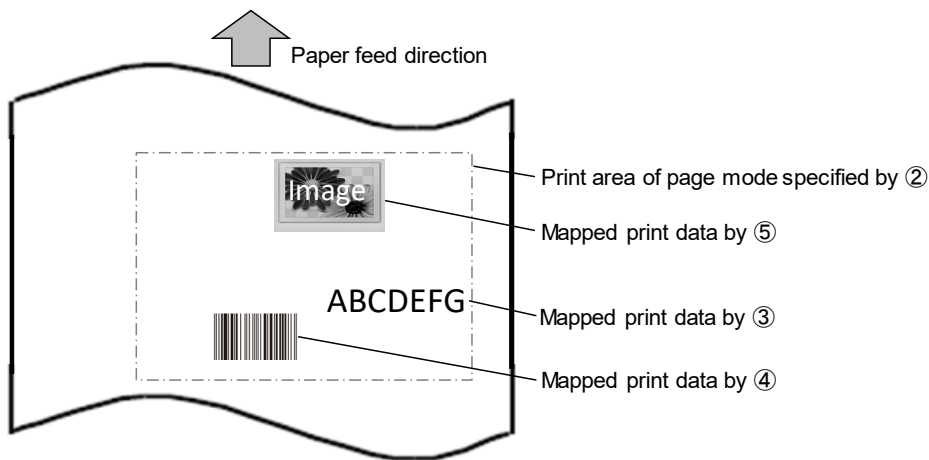 Paper feed direction
Image
Print area of page mode specified by ②
Mapped print data by ⑤
ABCDEFG
Mapped print data by ③
Mapped print data by ④